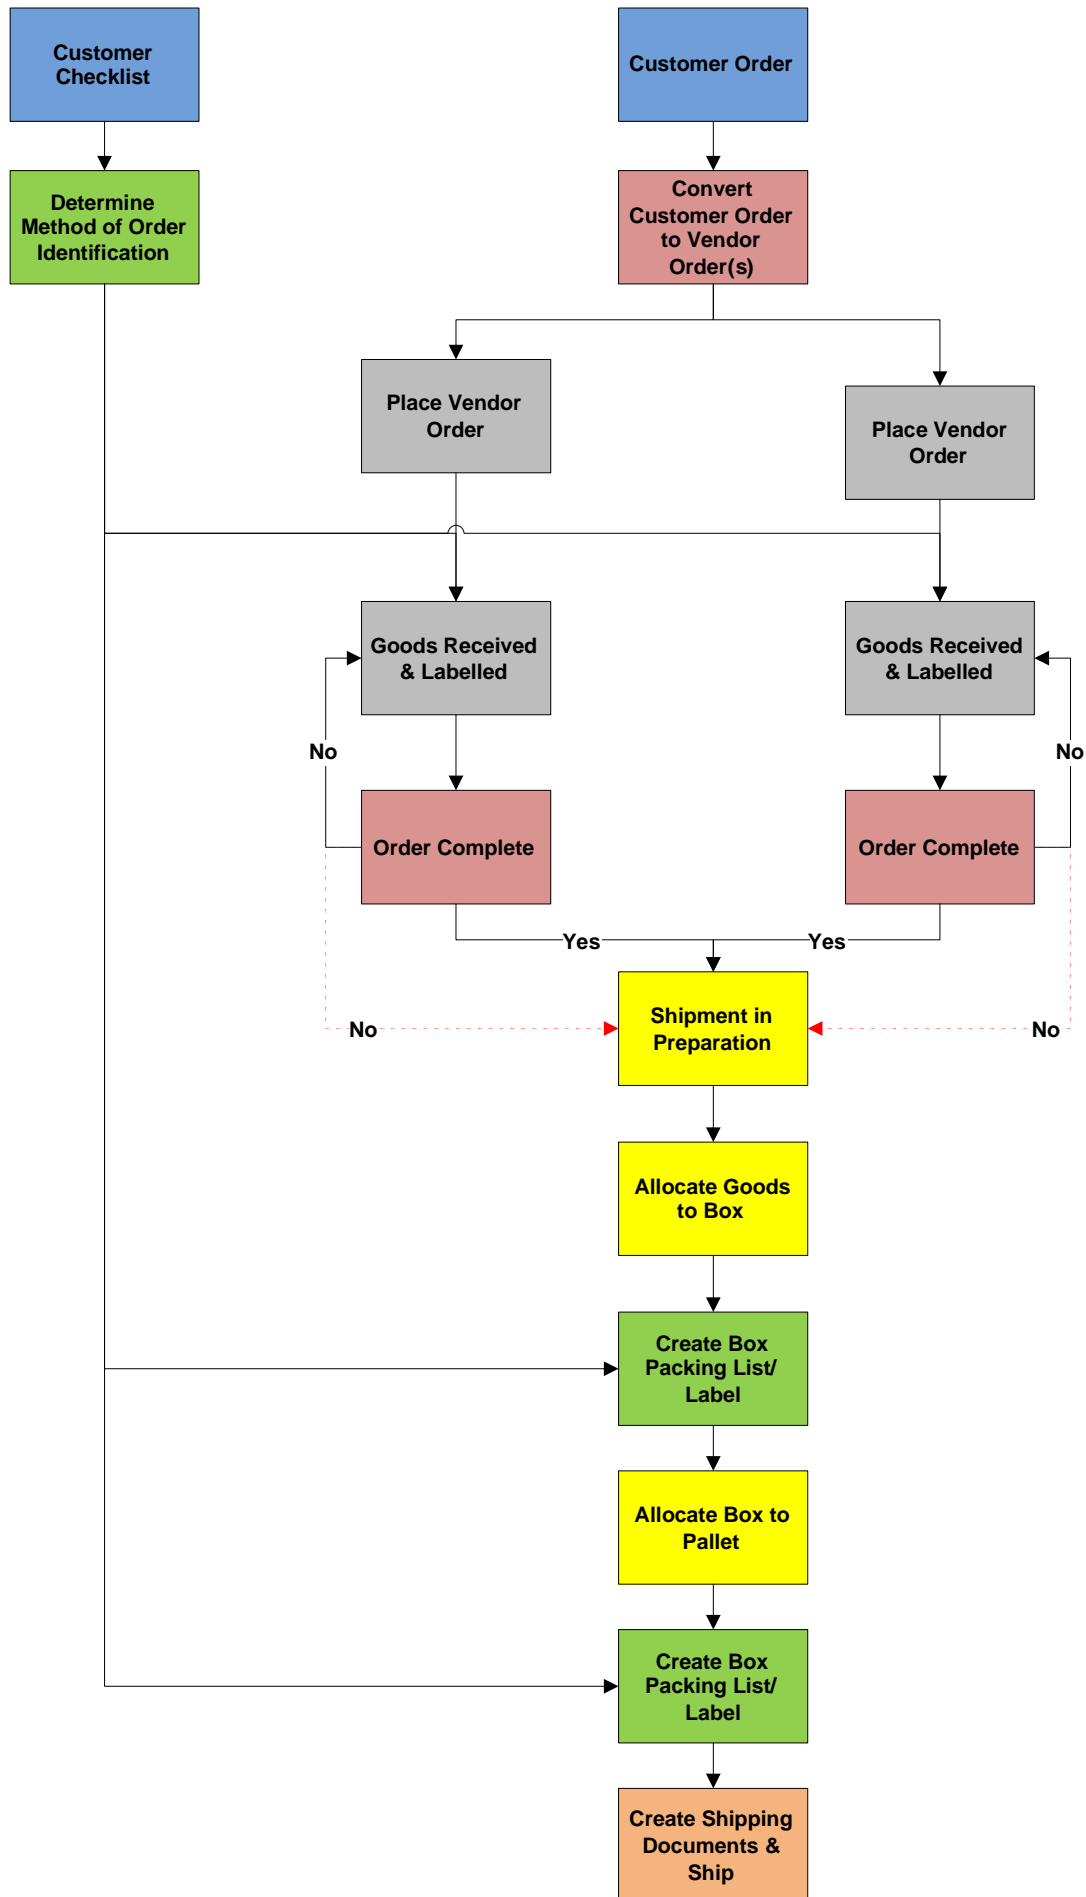 Customer
Checklist
Customer Order
Determine
Method of Order
Identification
Convert
Customer Order
to Vendor
Order(s)
Place Vendor
Order
Place Vendor
Order
Goods Received
& Labelled
Goods Received
& Labelled
No
No
Order Complete
Order Complete
Yes
Yes
Shipment in
Preparation
No
No
Allocate Goods
to Box
Create Box
Packing List/
Label
Allocate Box to
Pallet
Create Box
Packing List/
Label
Create Shipping
Documents &
Ship